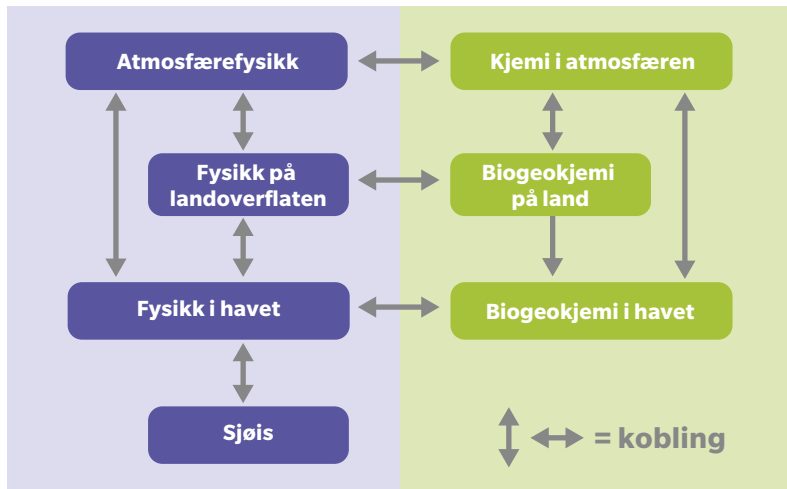 Atmosfærefysikk
Kjemi i atmosfæren
Fysikk på
landoverflaten
Biogeokjemi
på land
Fysikk i havet
Biogeokjemi i havet
Sjøis
= kobling